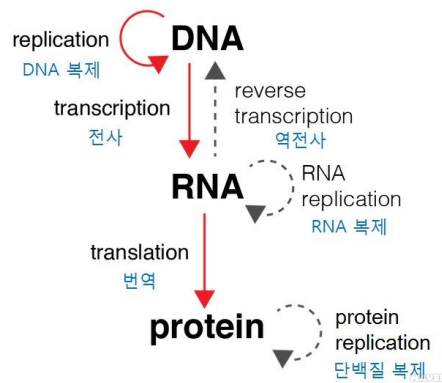 replication
DNA 복제
DNA
transcription
전사
reverse
transcription
역전사
RNA
RNA
replication
RNA 복제
translation
번역
protein
protein
replication
단백질 복제